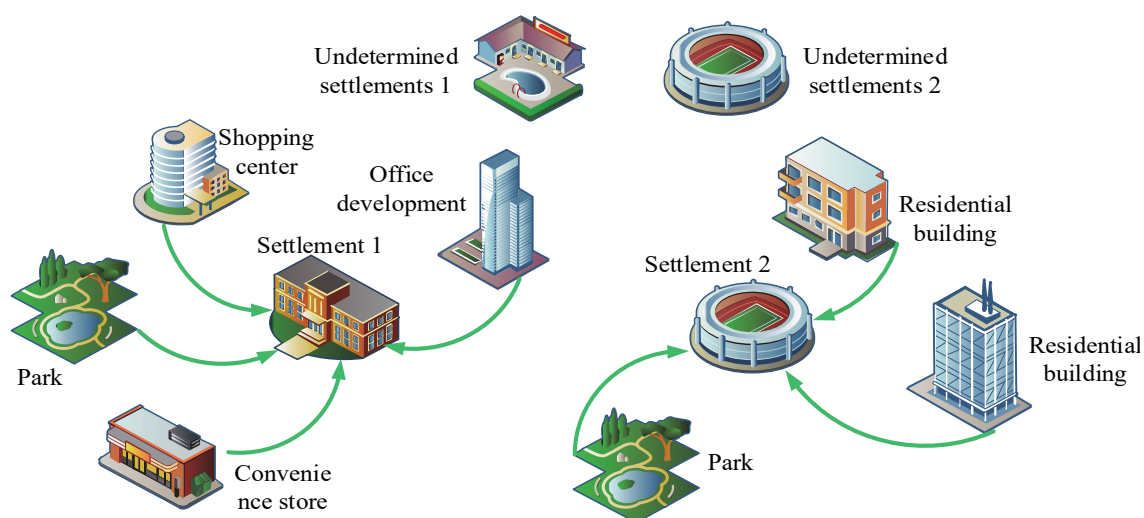 Undetermined
settlements 1
Undetermined
settlements 2
Shopping
center
Office
development
Residential
building
Settlement 1
Settlement 2
Residential
building
Park
Park
Convenie
nce store